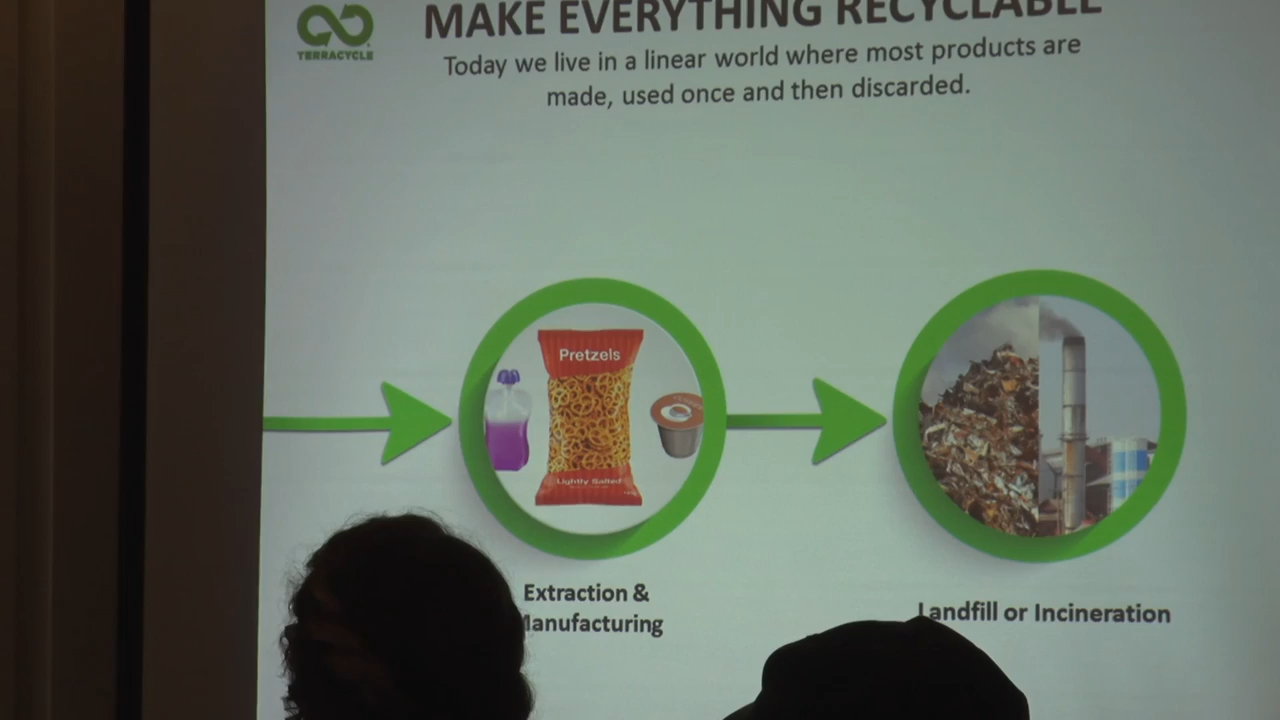 MAKE EVERYTHING RECYCLABLE
TERRACYCLE
Today we live in a linear world where most products are
made, used once and then discarded.
Pretzels
Lightly Salted
Extraction &
Manufacturing
Landfill or Incineration